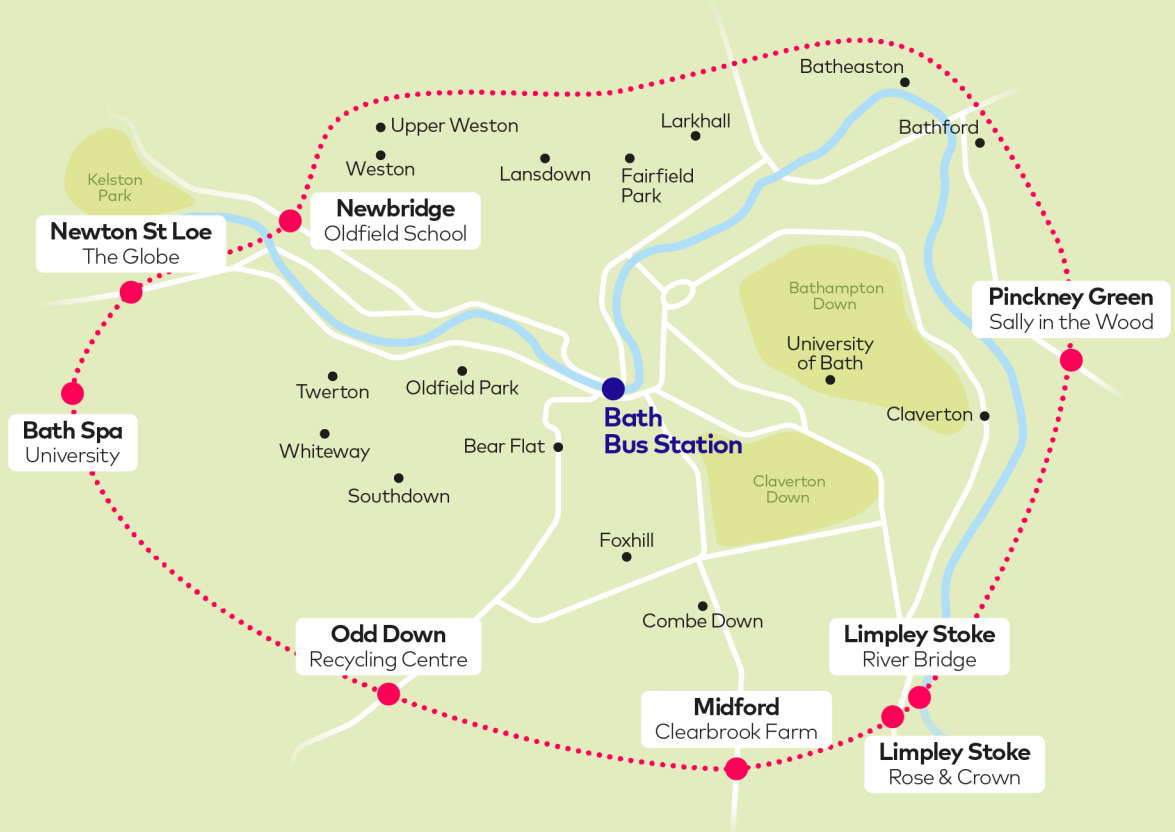 Batheaston
Larkhall
Upper Weston
Bathford
Weston
Lansdown
Fairfield
Park
Kelston
Park
Newbridge
Oldfield School
Newton St Loe
The Globe
Bathampton
Down
Pinckney Green
Sally in the Wood
University
of Bath
Twerton
Oldfield Park
Claverton
Bath
Bus Station
Bath Spa
University
Whiteway
Bear Flat
Southdown
Claverton
Down
Foxhill
Combe Down
Odd Down
Recycling Centre
Limpley Stoke
River Bridge
Midford
Clearbrook Farm
Limpley Stoke
Rose & Crown